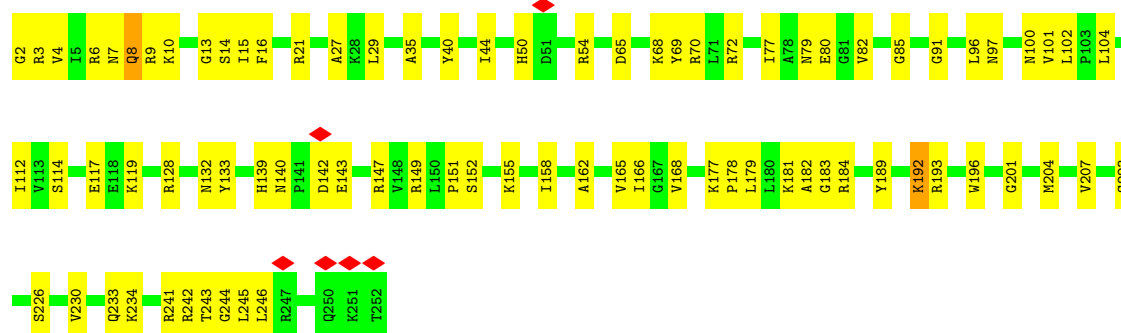 G2 R3 V4 I5 R6 N7 Q8 R9 K10 G13 S14 I15 F16 R21 A27 K28 L29 A35 Y40 I44 H50 D51 R54 D65 K68 Y69 R70 L71 R72 I77 A78 N79 E80 G81 V82 G85 G91 L96 N97 N100 V101 L102 P103 L104
I112 V113 S114 E117 E118 K119 R128 N132 Y133 H139 N140 P141 D142 E143 R147 V148 R149 L150 P151 S152 K155 I158 A162 V165 I166 G167 V168 K177 P178 L179 L180 K181 A182 G183 R184 Y189 K192 R193 W196 G201 M204 V207
S226 V230 Q233 K234 R241 R242 T243 G244 L245 L246 R247 Q250 K251 T252